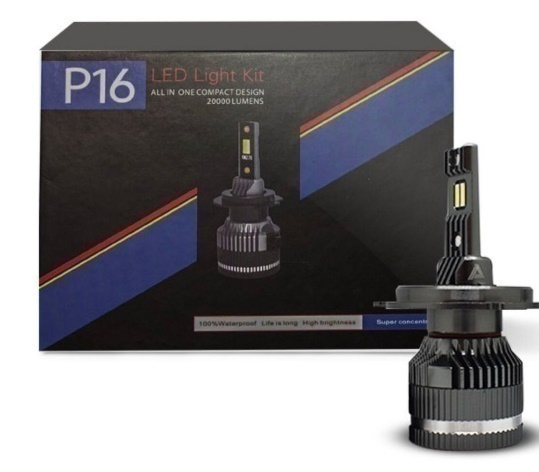 P16
LED Light Kit
ALL IN ONE COMPACT DESIGN
20000 LUMENS
100%Waterproof Life is long High brightness
Super